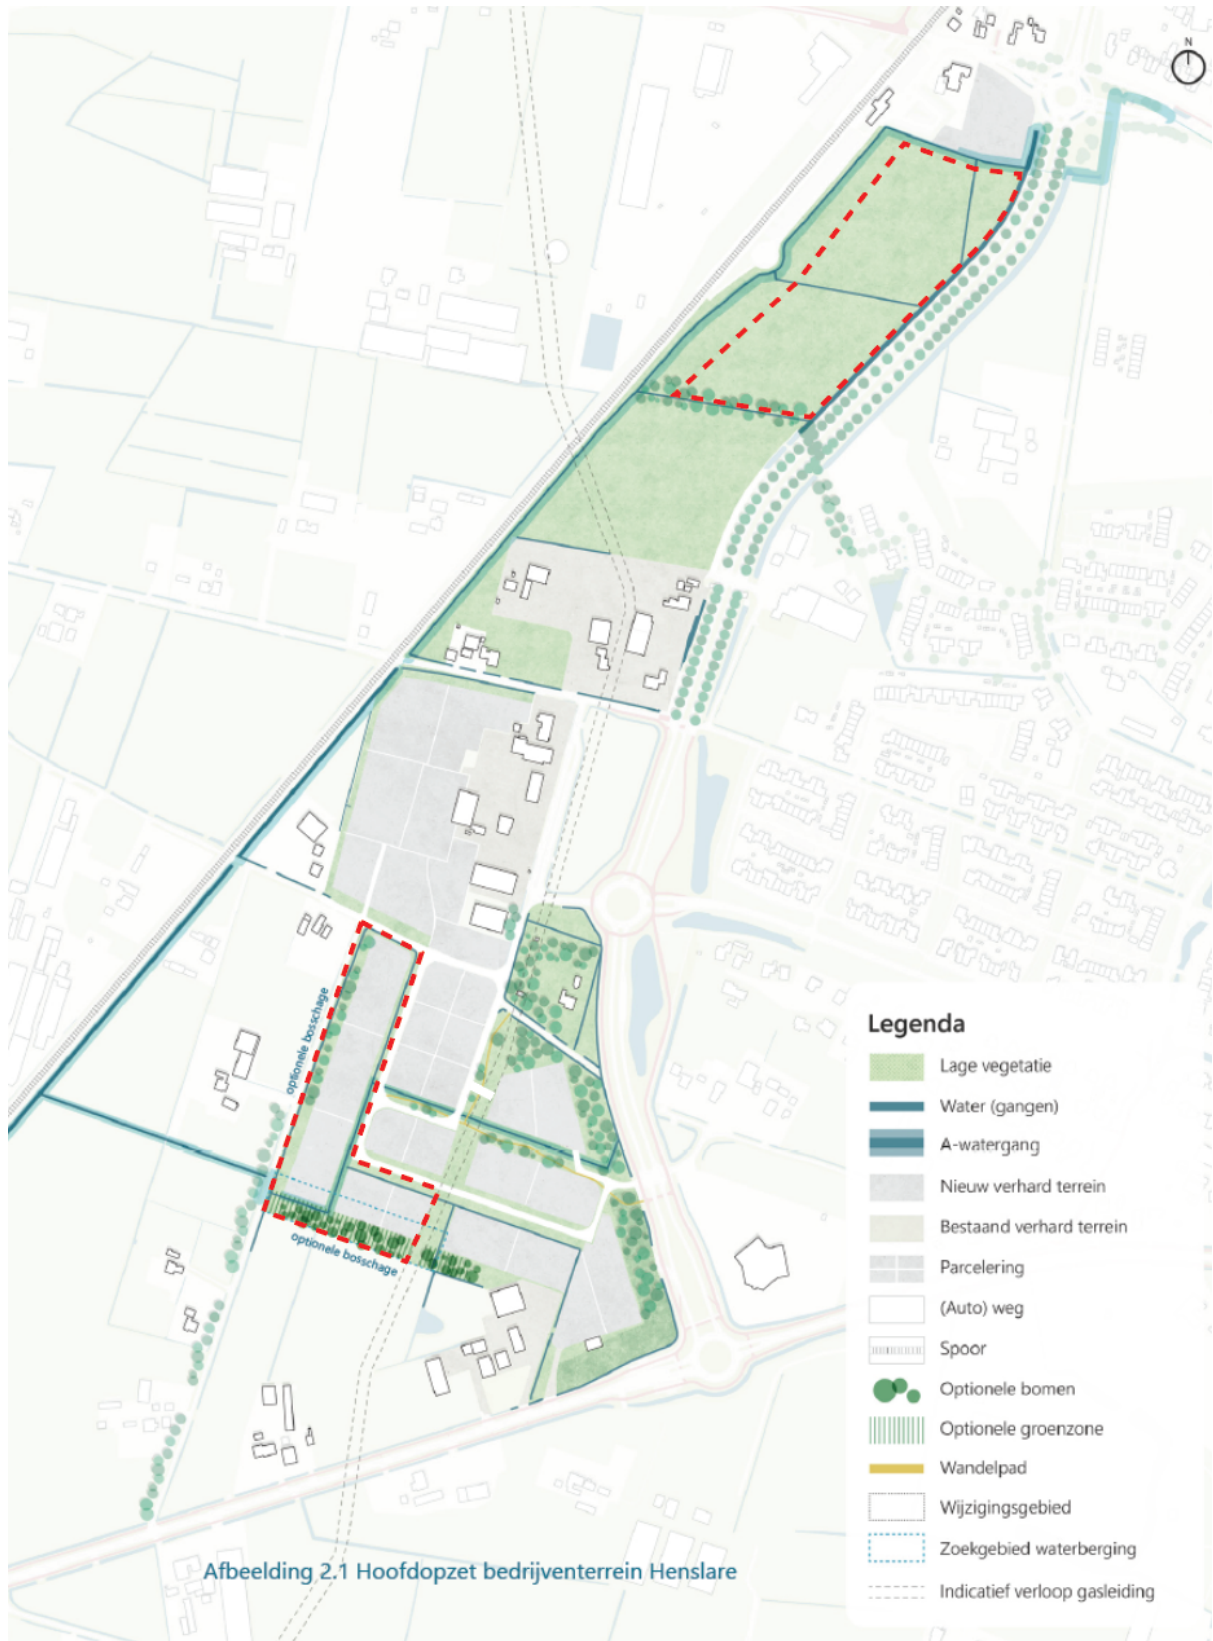 N
optionele bosschage
optionele bosschage
Legenda
Lage vegetatie
Water (gangen)
A-watergang
Nieuw verhard terrein
Bestaand verhard terrein
Parcelering
(Auto) weg
Spoor
Optionele bomen
Optionele groenzone
Wandelpad
Wijzigingsgebied
Zoekgebied waterberging
Indicatief verloop gasleiding
Afbeelding 2.1 Hoofdopzet bedrijventerrein Henslare